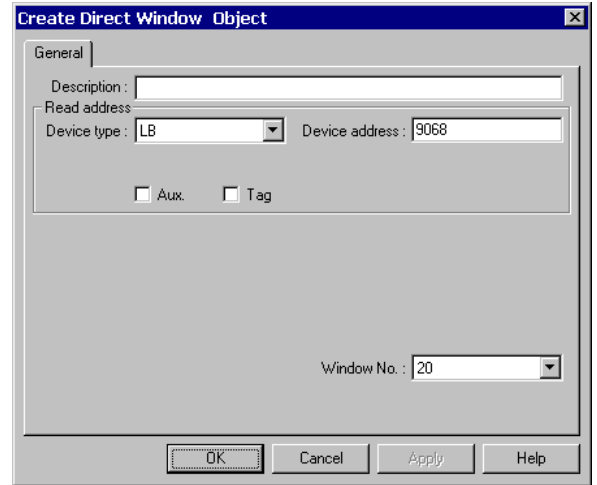 Create Direct Window Object
General
Description :
Read address
Device type : LB Device address : 9068
Aux. Tag
Window No. : 20
OK Cancel Apply Help